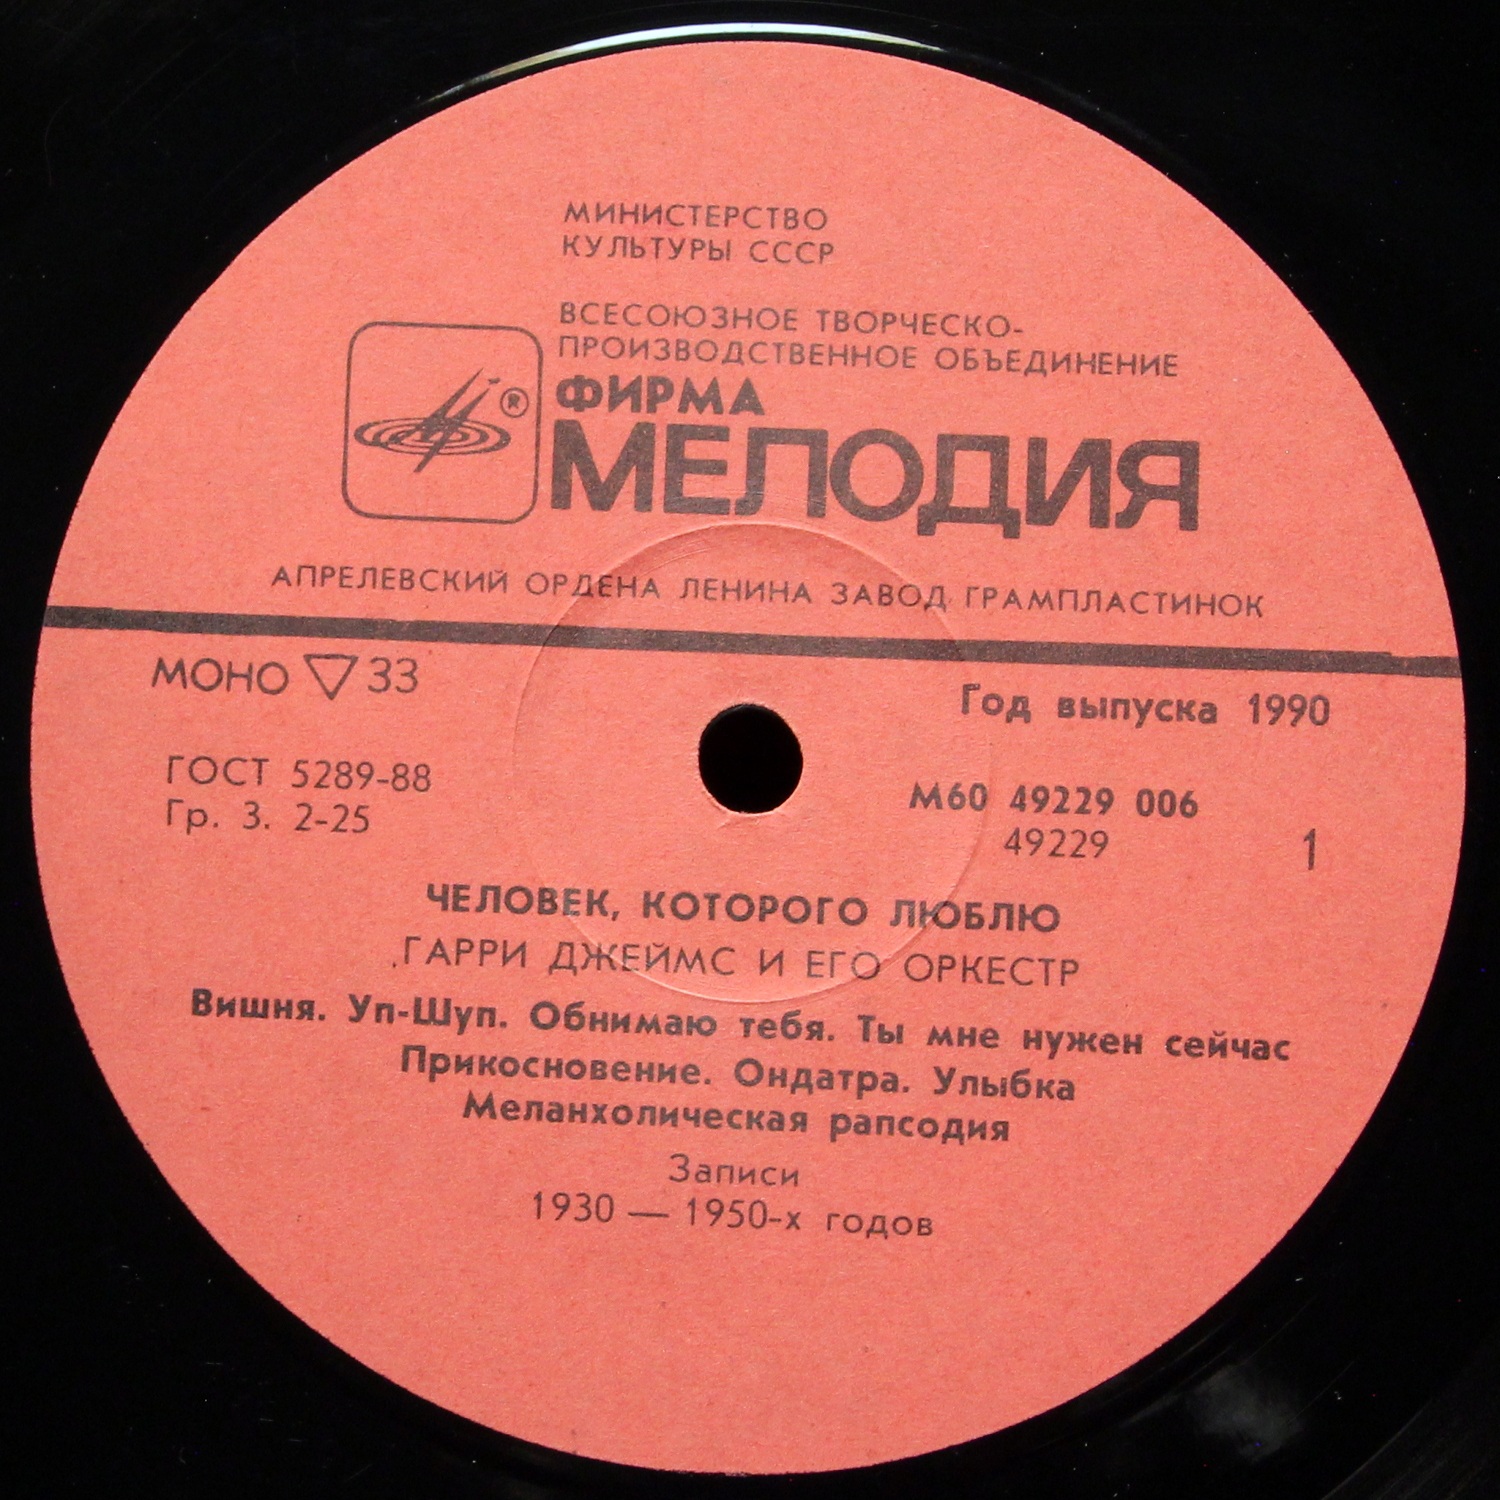 МИНИСТЕРСТВО
КУЛЬТУРЫ СССР
ВСЕСОЮЗНОЕ ТВОРЧЕСКО-
ПРОИЗВОДСТВЕННОЕ ОБЪЕДИНЕНИЕ
®
ФИРМА
МЕЛОДИЯ
АПРЕЛЕВСКИЙ ОРДЕНА ЛЕНИНА ЗАВОД ГРАМПЛАСТИНОК
МОНО ▽ 33
Год выпуска 1990
ГОСТ 5289-88
Гр. 3. 2-25
М60 49229 006
49229
1
ЧЕЛОВЕК, КОТОРОГО ЛЮБЛЮ
ГАРРИ ДЖЕЙМС И ЕГО ОРКЕСТР
Вишня. Уп-Шуп. Обнимаю тебя. Ты мне нужен сейчас
Прикосновение. Ондатра. Улыбка
Меланхолическая рапсодия
Записи
1930 — 1950-х годов